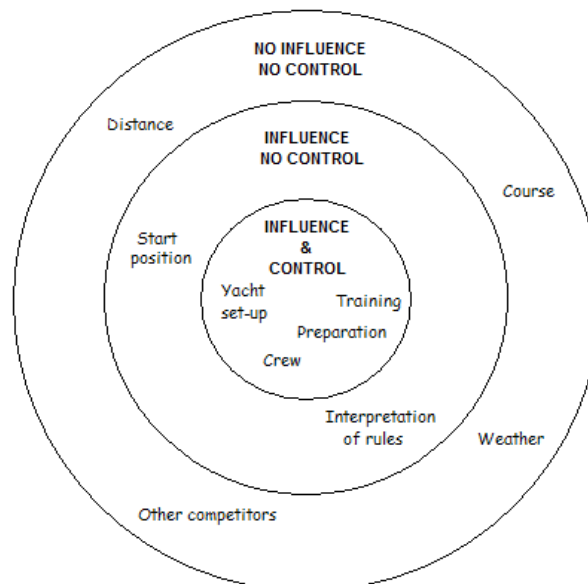 NO INFLUENCE
NO CONTROL
Distance
INFLUENCE
NO CONTROL
Course
Start
position
INFLUENCE
&
CONTROL
Yacht
set-up
Training
Preparation
Crew
Interpretation
of rules
Weather
Other competitors